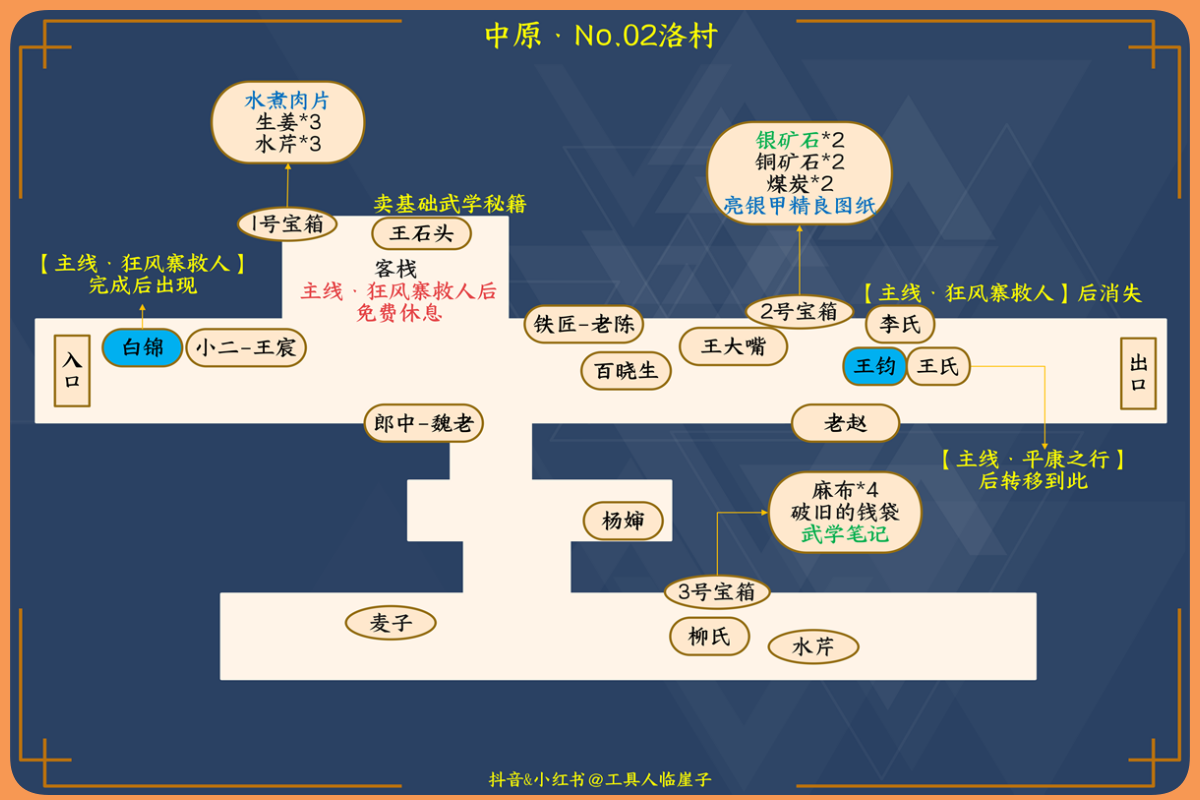 中原 · No.02洛村
水煮肉片
生姜*3
水芹*3
银矿石*2
铜矿石*2
煤炭*2
亮银甲精良图纸
1号宝箱
卖基础武学秘籍
王石头
客栈
主线 · 狂风寨救人后
免费休息
【主线 · 狂风寨救人】
完成后出现
2号宝箱
【主线 · 狂风寨救人】后消失
入口
白锦
小二-王宸
铁匠-老陈
百晓生
王大嘴
李氏
王钧
王氏
出口
郎中-魏老
老赵
【主线 · 平康之行】
后转移到此
杨婶
麻布*4
破旧的钱袋
武学笔记
3号宝箱
麦子
柳氏
水芹
抖音&小红书@工具人临崖子